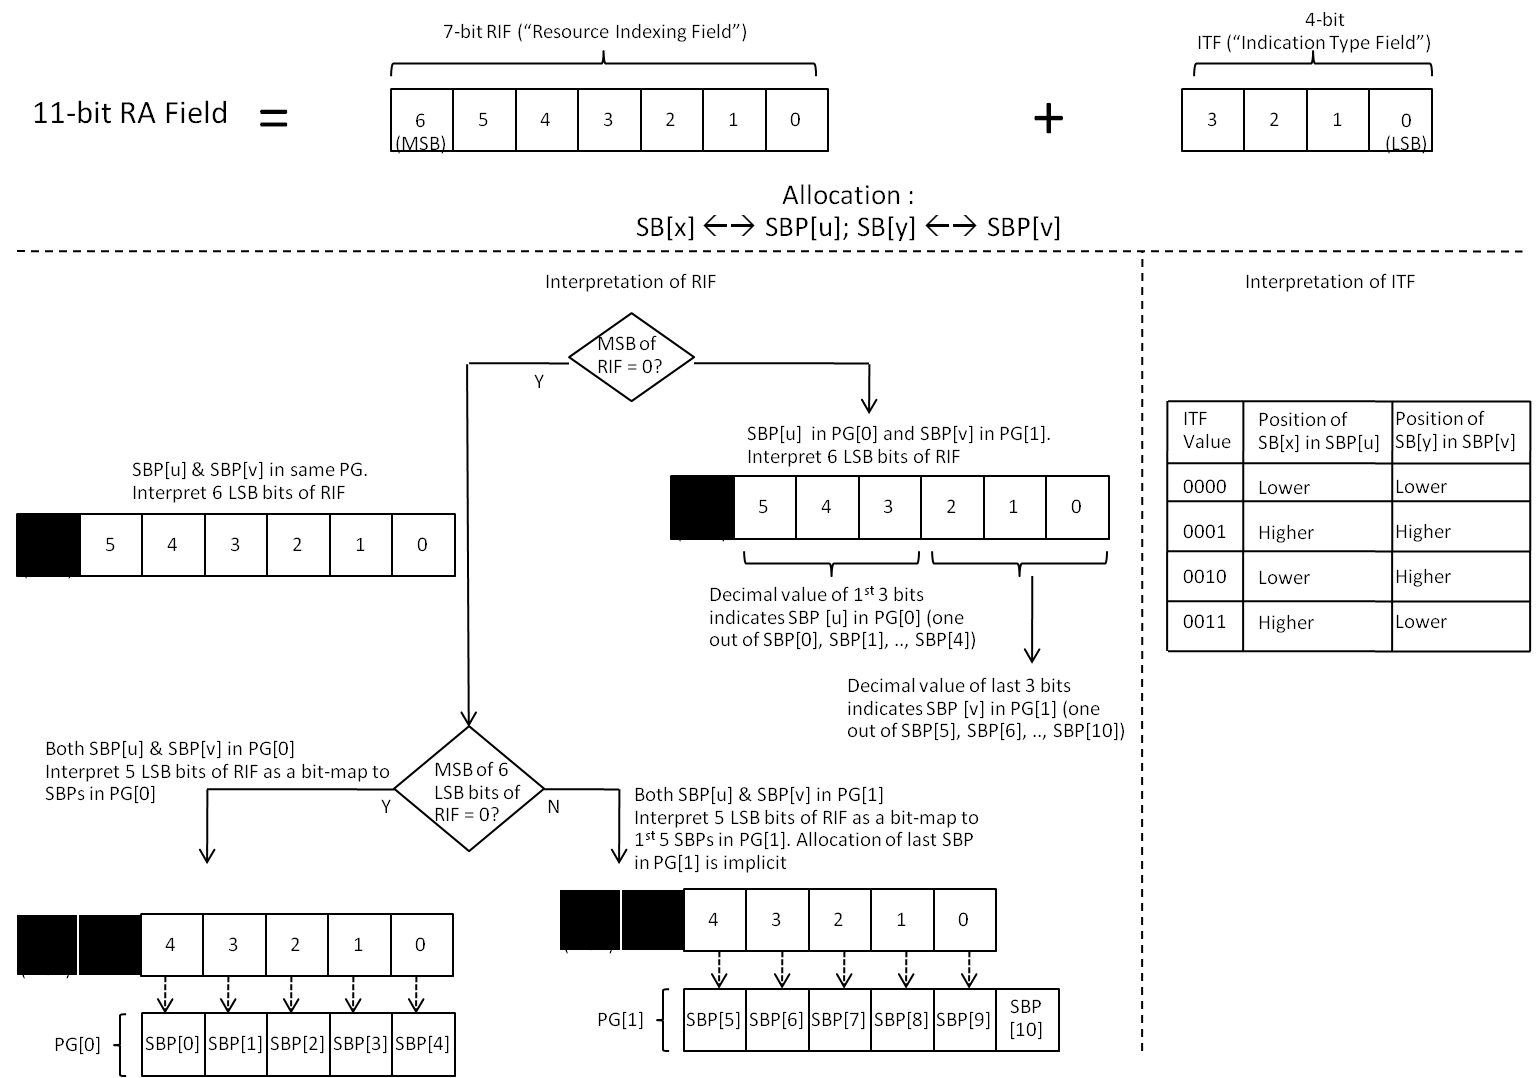 7-bit RIF (“Resource Indexing Field”)
4-bit
ITF (“Indication Type Field”)
11-bit RA Field = + 
6 5 4 3 2 1 0
(MSB)
3 2 1 0
(LSB)
Allocation :
SB[x] ←→ SBP[u]; SB[y] ←→ SBP[v]
Interpretation of RIF
Interpretation of ITF
MSB of
RIF = 0?
Y
SBP[u] in PG[0] and SBP[v] in PG[1].
Interpret 6 LSB bits of RIF
5 4 3 2 1 0
Decimal value of 1st 3 bits
indicates SBP [u] in PG[0] (one
out of SBP[0], SBP[1], .., SBP[4])
Decimal value of last 3 bits
indicates SBP [v] in PG[1] (one
out of SBP[5], SBP[6], .., SBP[10])
SBP[u] & SBP[v] in same PG.
Interpret 6 LSB bits of RIF
5 4 3 2 1 0
MSB of 6
LSB bits of
RIF = 0?
Y
N
Both SBP[u] & SBP[v] in PG[0]
Interpret 5 LSB bits of RIF as a bit-map to
SBPs in PG[0]
4 3 2 1 0
PG[0]
SBP[0] SBP[1] SBP[2] SBP[3] SBP[4]
Both SBP[u] & SBP[v] in PG[1]
Interpret 5 LSB bits of RIF as a bit-map to
1st 5 SBPs in PG[1]. Allocation of last SBP
in PG[1] is implicit
4 3 2 1 0
PG[1]
SBP[5] SBP[6] SBP[7] SBP[8] SBP[9]
SBP
[10]
ITF Position of Position of
Value SB[x] in SBP[u] SB[y] in SBP[v]
0000 Lower Lower
0001 Higher Higher
0010 Lower Higher
0011 Higher Lower